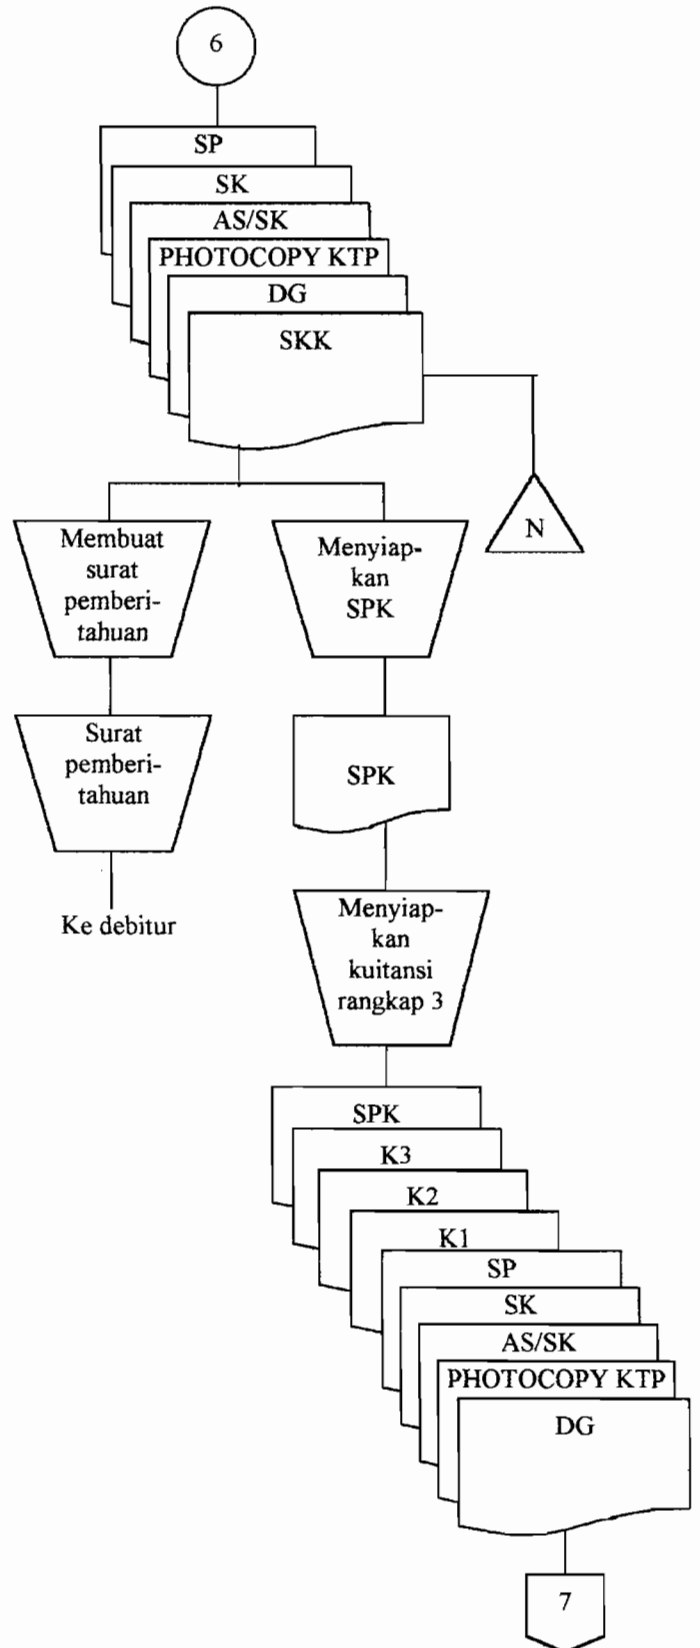 6
SP
SK
AS/SK
PHOTOCOPY KTP
DG
SKK
N
Membuat
surat
pemberi-
tahuan
Menyiap-
kan
SPK
Surat
pemberi-
tahuan
SPK
Ke debitur
Menyiap-
kan
kuitansi
rangkap 3
SPK
K3
K2
K1
SP
SK
AS/SK
PHOTOCOPY KTP
DG
7